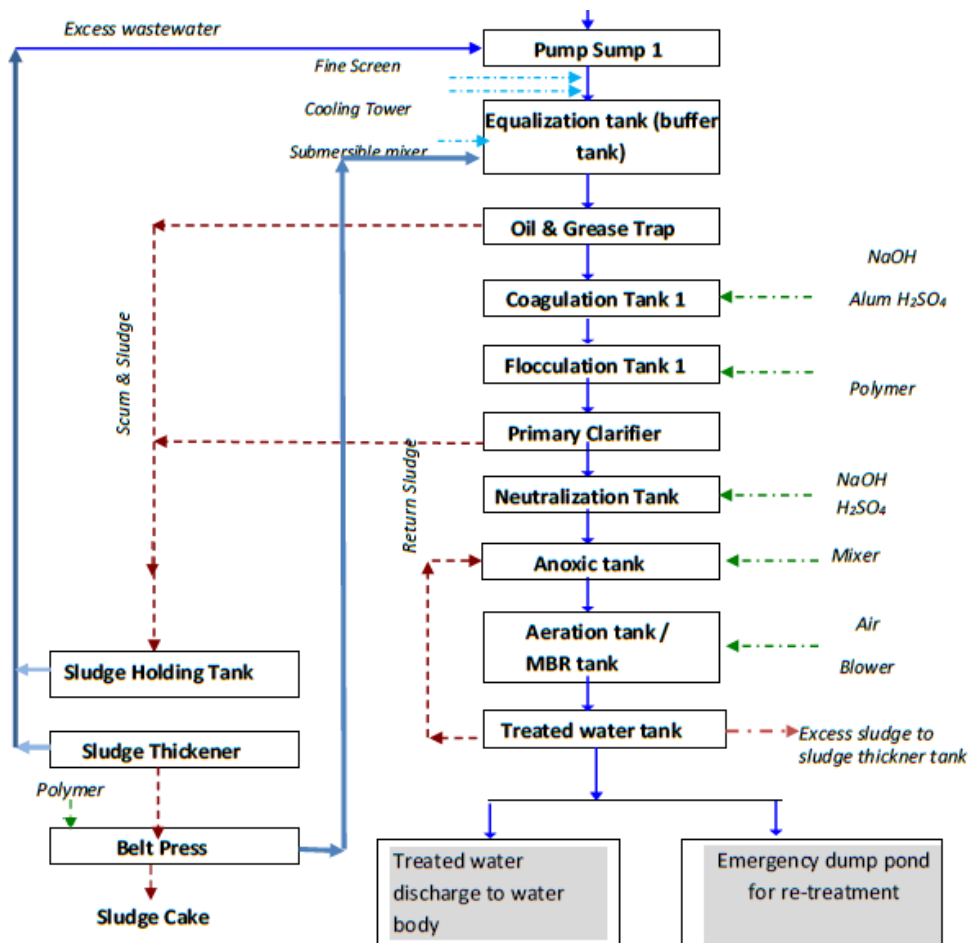 Excess wastewater
Pump Sump 1
Fine Screen
Cooling Tower
Equalization tank (buffer
tank)
Submersible mixer
Oil & Grease Trap
NaOH
Coagulation Tank 1
Alum H₂SO₄
Scum & Sludge
Flocculation Tank 1
Polymer
Primary Clarifier
Return Sludge
NaOH
Neutralization Tank
H₂SO₄
Anoxic tank
Mixer
Aeration tank /
MBR tank
Air
Blower
Sludge Holding Tank
Treated water tank
Excess sludge to
sludge thickner tank
Sludge Thickener
Polymer
Belt Press
Sludge Cake
Treated water
discharge to water
body
Emergency dump pond
for re-treatment